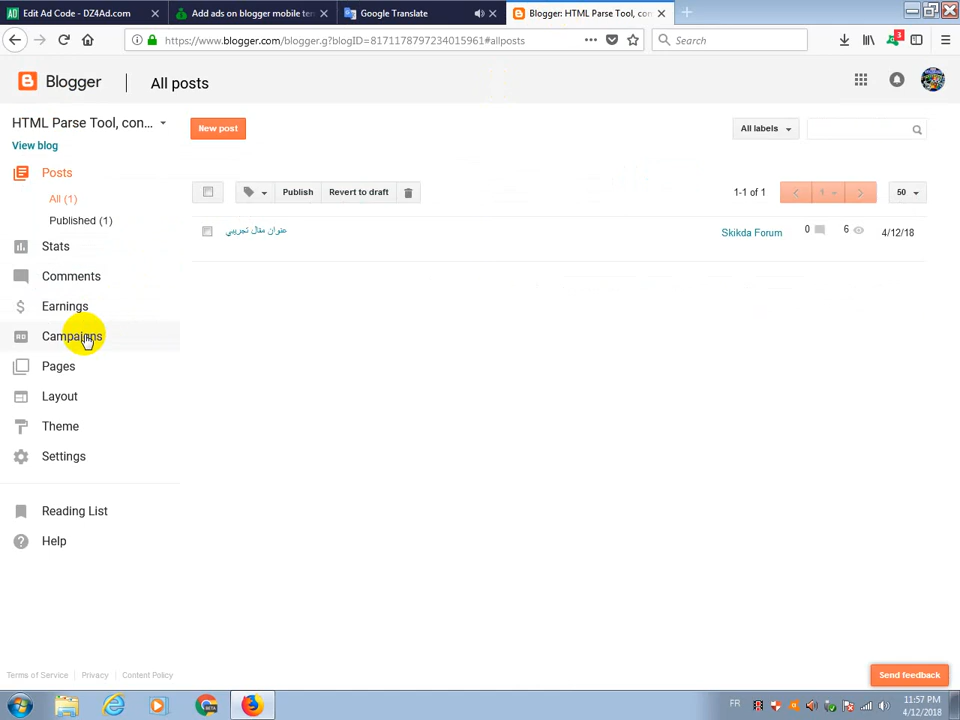 Edit Ad Code - DZ4Ad.com
Add ads on blogger mobile te
Google Translate
Blogger: HTML Parse Tool, con
https://www.blogger.com/blogger.g?blogID=8171178797234015961#allposts
Search
3
Blogger
All posts
HTML Parse Tool, con...
View blog
New post
All labels
Posts
All (1)
Published (1)
Publish
Revert to draft
1-1 of 1
1
50
عنوان مقال تجريبي
Skikda Forum
0
6
4/12/18
Stats
Comments
Earnings
Campaigns
Pages
Layout
Theme
Settings
Reading List
Help
Terms of Service
Privacy
Content Policy
Send feedback
FR
11:57 PM
4/12/2018